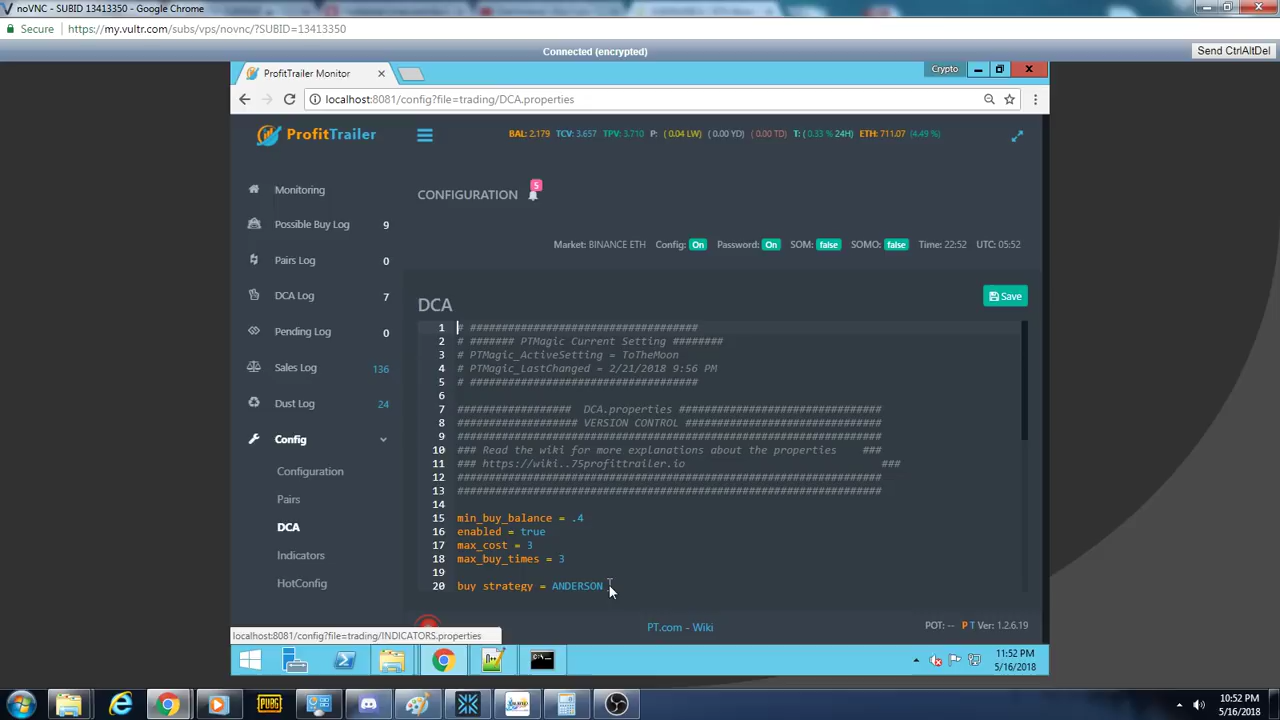 noVNC - SUBID 13413350 - Google Chrome
Secure https://my.vultr.com/subs/vps/novnc/?SUBID=13413350
Connected (encrypted)
Send CtrlAltDel
ProfitTrailer Monitor
Crypto
localhost:8081/config?file=trading/DCA.properties
ProfitTrailer
BAL: 2.179 TCV: 3.657 TPV: 3.710 P: ( 0.04 LW) (0.00 YD) ( 0.00 TD) T: ( 0.33 % 24H) ETH: 711.07 (4.49 %)
Monitoring
Possible Buy Log 9
Pairs Log 0
DCA Log 7
Pending Log 0
Sales Log 136
Dust Log 24
Config
Configuration
Pairs
DCA
Indicators
HotConfig
CONFIGURATION 5
Market: BINANCE ETH Config: On Password: On SOM: false SOMO: false Time: 22:52 UTC: 05:52
DCA
Save
1 # ####################################
2 # ####### PTMagic Current Setting ########
3 # PTMagic_ActiveSetting = ToTheMoon
4 # PTMagic_LastChanged = 2/21/2018 9:56 PM
5 # ####################################
6
7 ################## DCA.properties ################################
8 ################### VERSION CONTROL ###############################
9 ###################################################################
10 ### Read the wiki for more explanations about the properties ###
11 ### https://wiki..75profittrailer.io ###
12 ###################################################################
13 ###################################################################
14
15 min_buy_balance = .4
16 enabled = true
17 max_cost = 3
18 max_buy_times = 3
19
20 buy_strategy = ANDERSON
localhost:8081/config?file=trading/INDICATORS.properties
PT.com - Wiki
POT: -- P T Ver: 1.2.6.19
11:52 PM
5/16/2018
PUBG
10:52 PM
5/16/2018